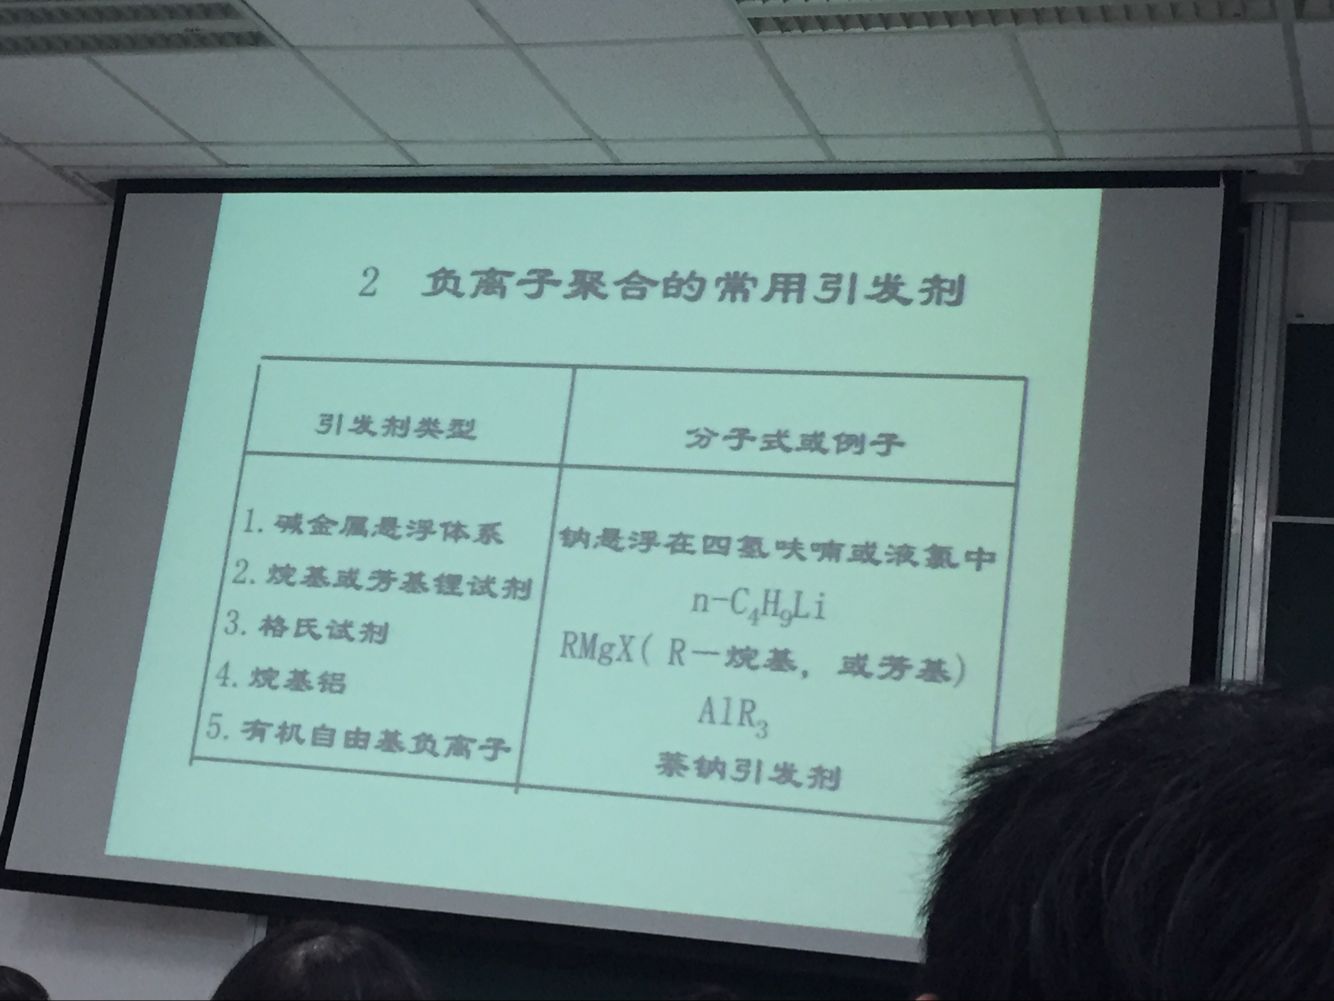 2 负离子聚合的常用引发剂
引发剂类型 分子式或例子
1.碱金属悬浮体系 钠悬浮在四氢呋喃或液氨中
2.烷基或芳基锂试剂 n-C₄H₉Li
3.格氏试剂 RMgX( R—烷基，或芳基)
4.烷基铝 AlR₃
5.有机自由基负离子 萘钠引发剂